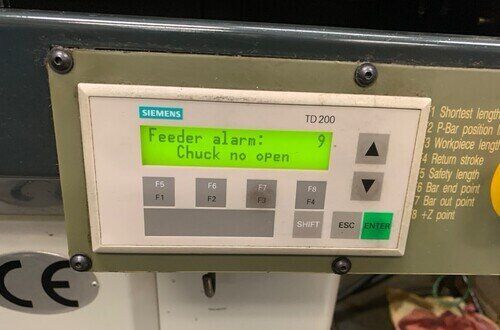 SIEMENS
TD 200
Feeder alarm: 9
Chuck no open
F5 F6 F7 F8
F1 F2 F3 F4
SHIFT ESC ENTER
1 Shortest length
2 P-Bar position
3 Workpiece length
F4 Return stroke
5 Safety length
6 Bar end point
7 Bar out point
8 +Z point
CE